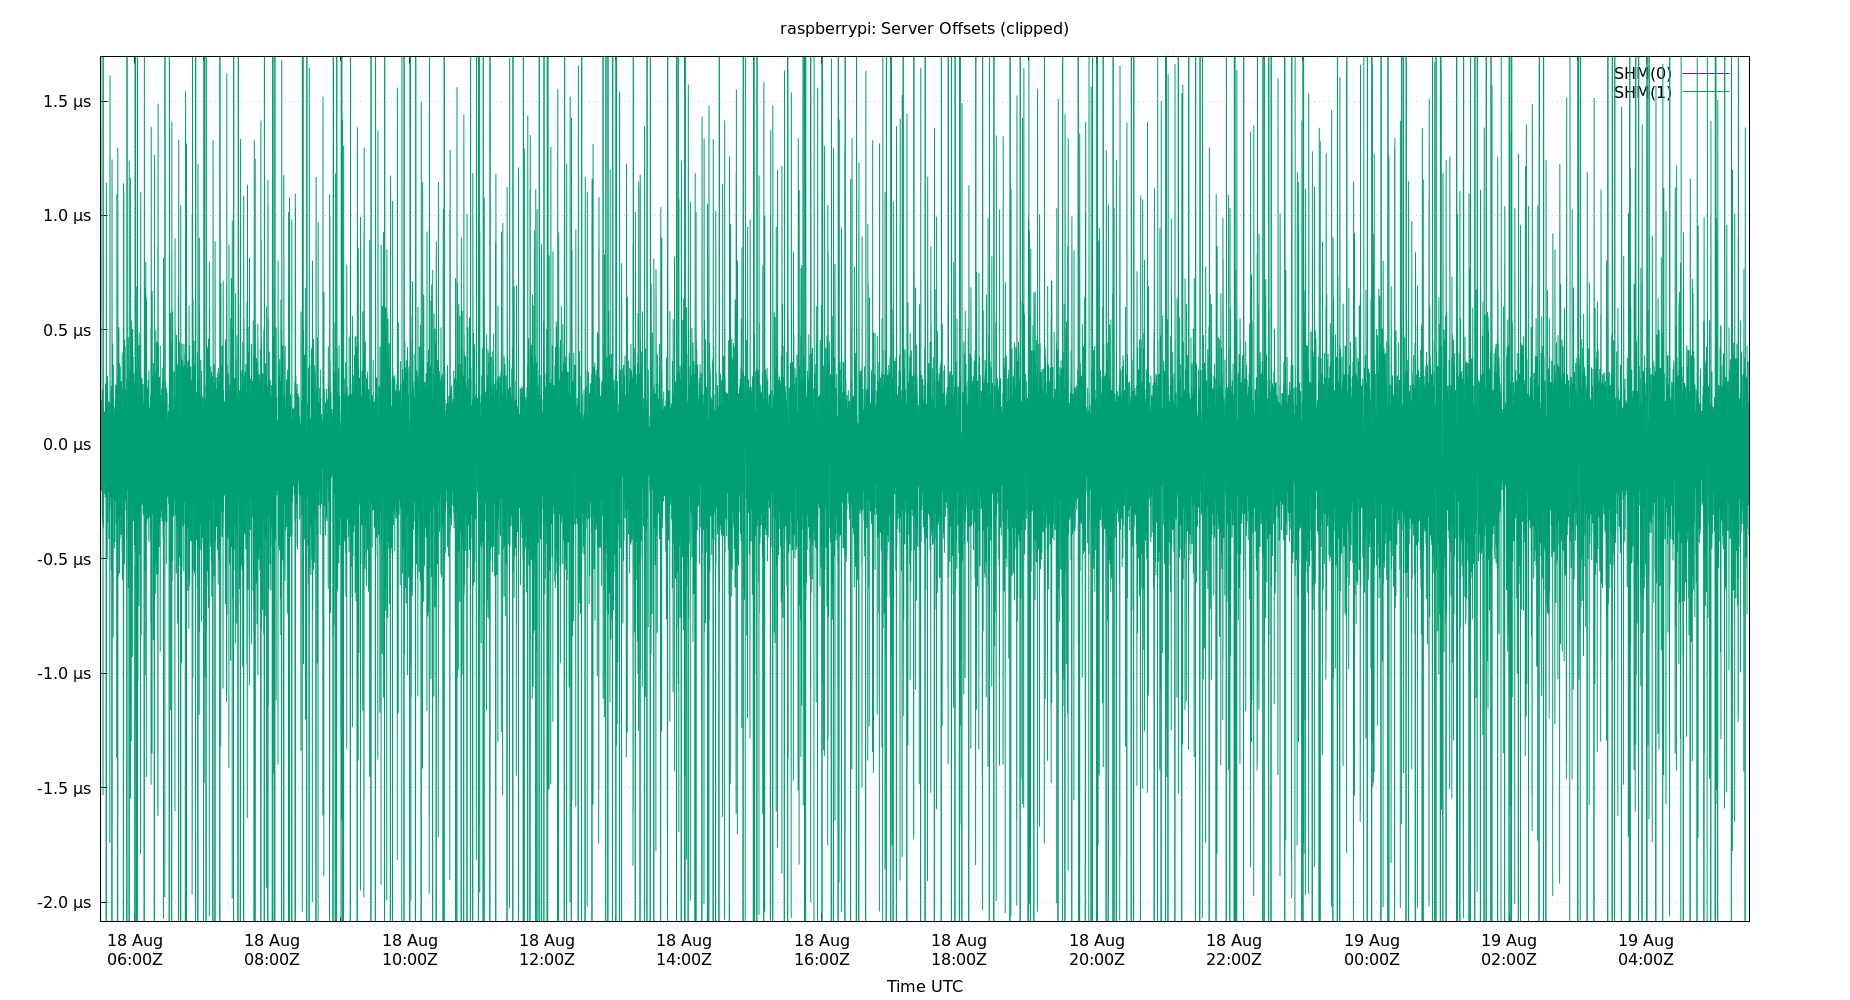 raspberrypi: Server Offsets (clipped)
SHM(0)
SHM(1)
1.5 µs
1.0 µs
0.5 µs
0.0 µs
-0.5 µs
-1.0 µs
-1.5 µs
-2.0 µs
18 Aug 18 Aug 18 Aug 18 Aug 18 Aug 18 Aug 18 Aug 18 Aug 18 Aug 19 Aug 19 Aug 19 Aug
06:00Z 08:00Z 10:00Z 12:00Z 14:00Z 16:00Z 18:00Z 20:00Z 22:00Z 00:00Z 02:00Z 04:00Z
Time UTC